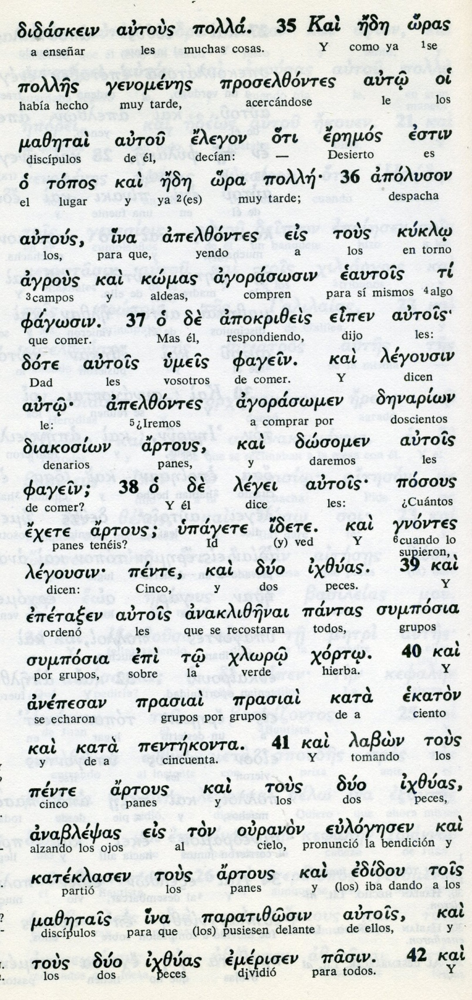 διδάσκειν αὐτοὺς πολλά. 35 Καὶ ἤδη ὥρας
a enseñar les muchas cosas. Y como ya ¹se
πολλῆς γενομένης προσελθόντες αὐτῷ οἱ
había hecho muy tarde, acercándose le los
μαθηταὶ αὐτοῦ ἔλεγον ὅτι ἔρημός ἐστιν
discípulos de él, decían: — Desierto es
ὁ τόπος καὶ ἤδη ὥρα πολλή· 36 ἀπόλυσον
el lugar y ya ²(es) muy tarde; despacha
αὐτούς, ἵνα ἀπελθόντες εἰς τοὺς κύκλῳ
los, para que, yendo a los en torno
ἀγροὺς καὶ κώμας ἀγοράσωσιν ἑαυτοῖς τί
³campos y aldeas, compren para sí mismos ⁴algo
φάγωσιν. 37 ὁ δὲ ἀποκριθεὶς εἶπεν αὐτοῖς·
que comer. Mas él, respondiendo, dijo les:
δότε αὐτοῖς ὑμεῖς φαγεῖν. καὶ λέγουσιν
Dad les vosotros de comer. Y dicen
αὐτῷ· ἀπελθόντες ἀγοράσωμεν δηναρίων
le: ⁵¿Iremos a comprar por doscientos
διακοσίων ἄρτους, καὶ δώσομεν αὐτοῖς
denarios panes, y daremos les
φαγεῖν; 38 ὁ δὲ λέγει αὐτοῖς· πόσους
de comer? Y él dice les: ¿Cuántos
ἔχετε ἄρτους; ὑπάγετε ἴδετε. καὶ γνόντες
panes tenéis? Id (y) ved Y ⁶cuando lo supieron,
λέγουσιν· πέντε, καὶ δύο ἰχθύας. 39 καὶ
dicen: Cinco, y dos peces. Y
ἐπέταξεν αὐτοῖς ἀνακλιθῆναι πάντας συμπόσια
ordenó les que se recostaran todos, grupos
συμπόσια ἐπὶ τῷ χλωρῷ χόρτῳ. 40 καὶ
por grupos, sobre la verde hierba. Y
ἀνέπεσαν πρασιαὶ πρασιαὶ κατὰ ἑκατὸν
se echaron grupos por grupos de a ciento
καὶ κατὰ πεντήκοντα. 41 καὶ λαβὼν τοὺς
y de a cincuenta. Y tomando los
πέντε ἄρτους καὶ τοὺς δύο ἰχθύας,
cinco panes y los dos peces,
ἀναβλέψας εἰς τὸν οὐρανὸν εὐλόγησεν καὶ
alzando los ojos al cielo, pronunció la bendición y
κατέκλασεν τοὺς ἄρτους καὶ ἐδίδου τοῖς
partió los panes y (los) iba dando a los
μαθηταῖς ἵνα παρατιθῶσιν αὐτοῖς, καὶ
discípulos para que (los) pusiesen delante de ellos, y
τοὺς δύο ἰχθύας ἐμέρισεν πᾶσιν. 42 καὶ
los dos peces dividió para todos. Y